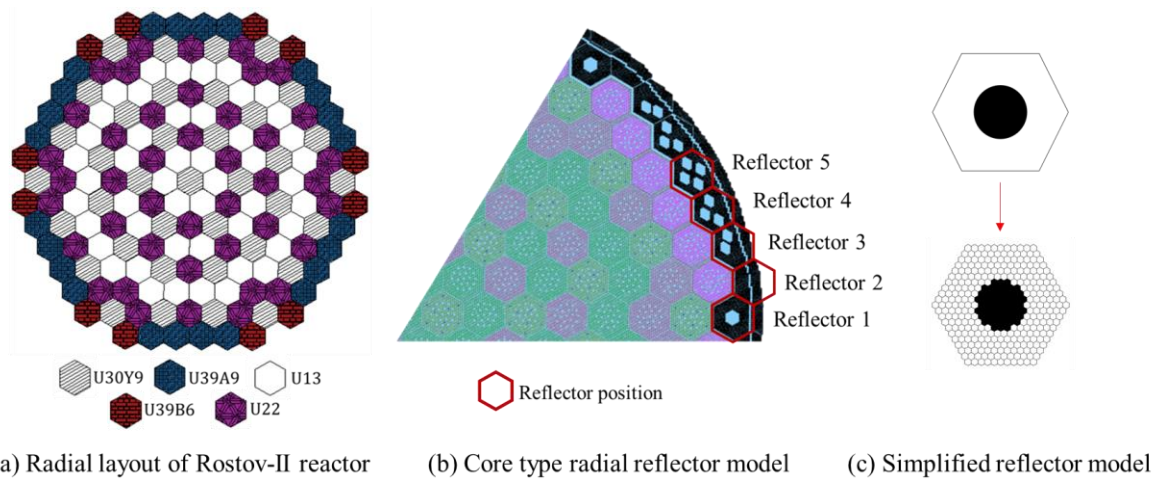 Reflector 5
Reflector 4
Reflector 3
Reflector 2
Reflector 1
U30Y9 U39A9 U13
U39B6 U22
Reflector position
a) Radial layout of Rostov-II reactor (b) Core type radial reflector model (c) Simplified reflector model